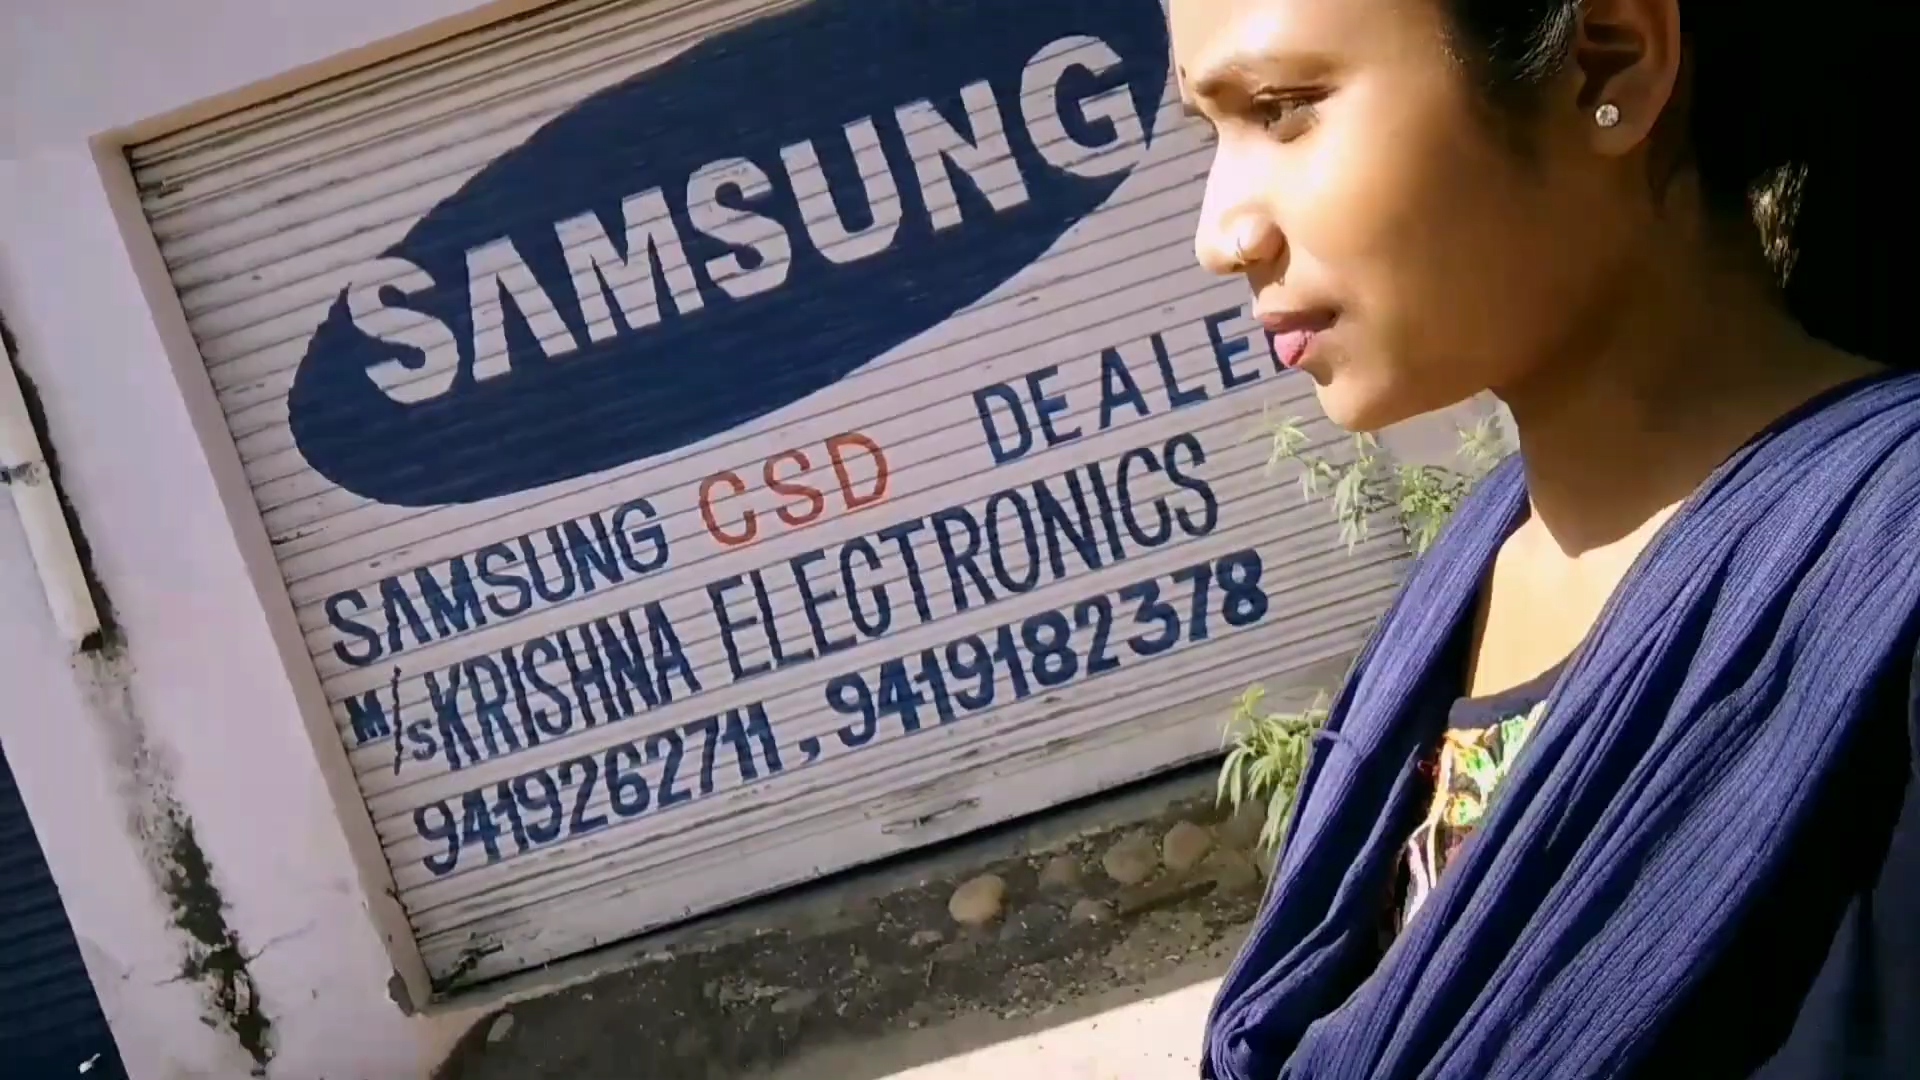 SAMSUNG
SAMSUNG CSD DEALE
M/s KRISHNA ELECTRONICS
9419262711, 9419182378